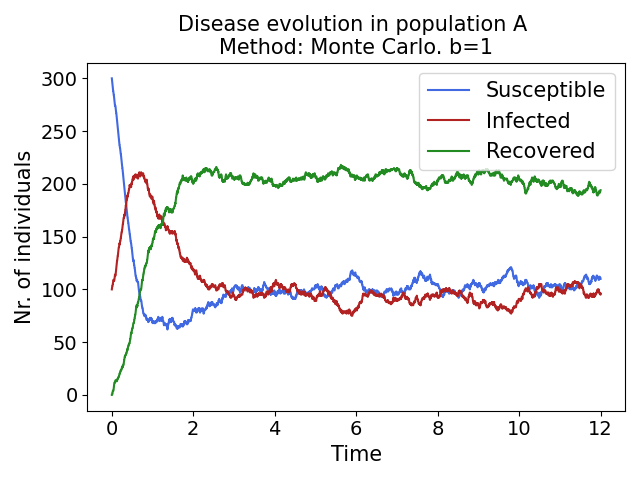 Disease evolution in population A
Method: Monte Carlo. b=1
Nr. of individuals
300
250
200
150
100
50
0
Susceptible
Infected
Recovered
0 2 4 6 8 10 12
Time